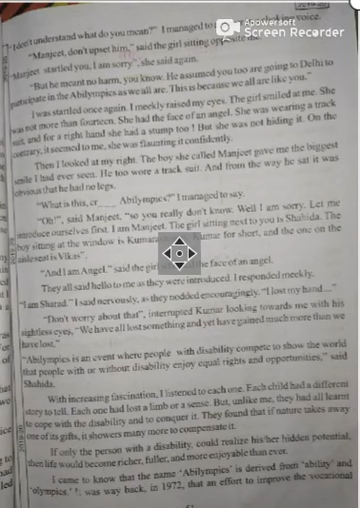 2019-20
Apowersoft
Screen Recorder
"I don't understand what do you mean?" I managed to voice.
"Manjeet, don't upset him," said the girl sitting opposite
Manjeet startled you, I am sorry", she said again.
"But he meant no harm, you know. He assumed you too are going to Delhi to
participate in the Abilympics as we all are. This is because we all are like you."
I was startled once again. I meekly raised my eyes. The girl smiled at me. She
was not more than fourteen. She had the face of an angel. She was wearing a track
suit, and for a right hand she had a stump too ! But she was not hiding it. On the
contrary, it seemed to me, she was flaunting it confidently.
Then I looked at my right. The boy she called Manjeet gave me the biggest
smile I had ever seen. He too wore a track suit. And from the way he sat it was
obvious that he had no legs.
"What is this, er___ Abilympics?" I managed to say.
"Oh!", said Manjeet, "so you really don't know. Well I am sorry. Let me
introduce ourselves first. I am Manjeet. The girl sitting next to you is Shahida. The
boy sitting at the window is Kumar Kumar for short, and the one on the
aisle seat is Vikas".
"And I am Angel." said the girl face of an angel.
They all said hello to me as they were introduced. I responded meekly.
"I am Sharad." I said nervously, as they nodded encouragingly. "I lost my hand...."
"Don't worry about that", interrupted Kumar looking towards me with his
sightless eyes, "We have all lost something and yet have gained much more than we
have lost."
"Abilympics is an event where people with disability compete to show the world
that people with or without disability enjoy equal rights and opportunities," said
Shahida.
With increasing fascination, I listened to each one. Each child had a different
story to tell. Each one had lost a limb or a sense. But, unlike me, they had all learnt
to cope with the disability and to conquer it. They found that if nature takes away
one of its gifts, it showers many more to compensate it.
If only the person with a disability, could realize his/her hidden potential,
then life would become richer, fuller, and more enjoyable than ever.
I came to know that the name 'Abilympics' is derived from 'ability' and
'olympics.' It was way back, in 1972, that an effort to improve the vocational